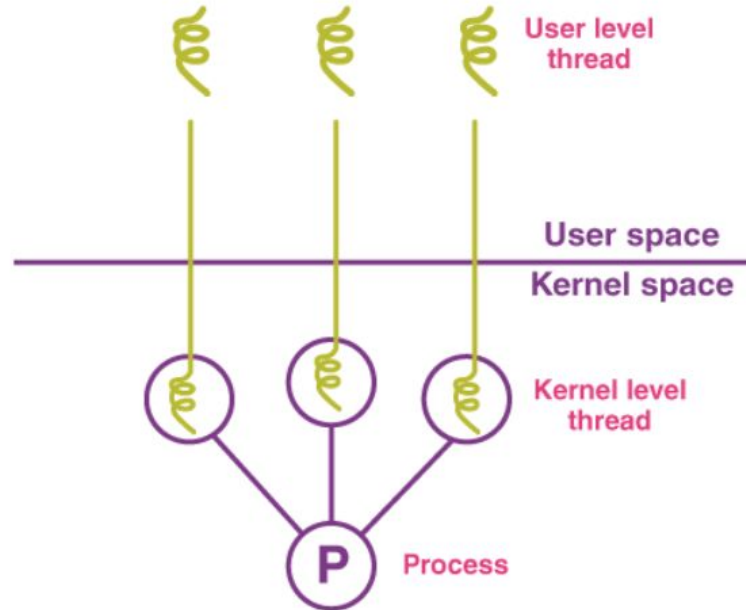 User level
thread
User space
Kernel space
Kernel level
thread
P
Process